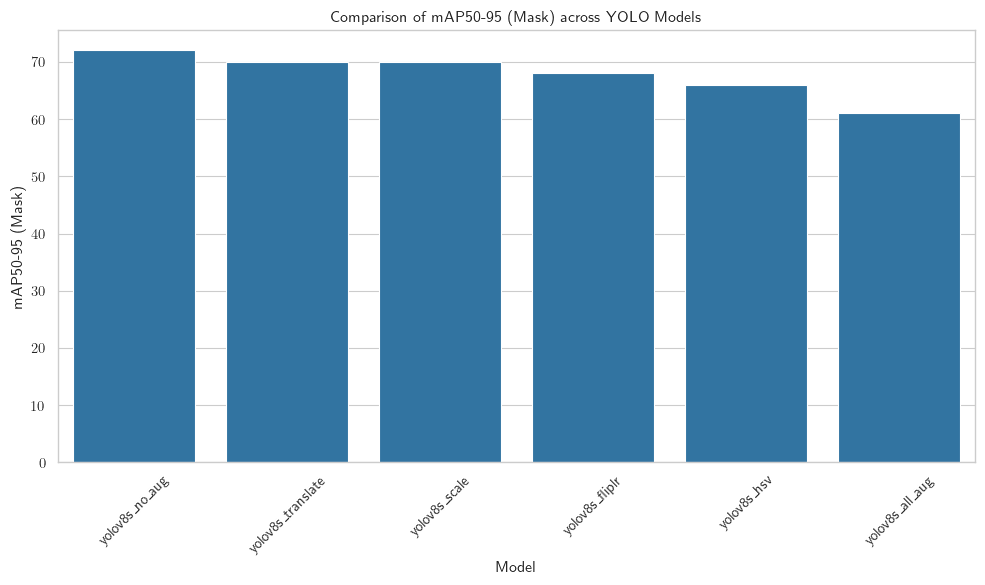 Comparison of mAP50-95 (Mask) across YOLO Models
mAP50-95 (Mask)
70
60
50
40
30
20
10
0
yolov8s_no_aug
yolov8s_translate
yolov8s_scale
yolov8s_fliplr
yolov8s_hsv
yolov8s_all_aug
Model